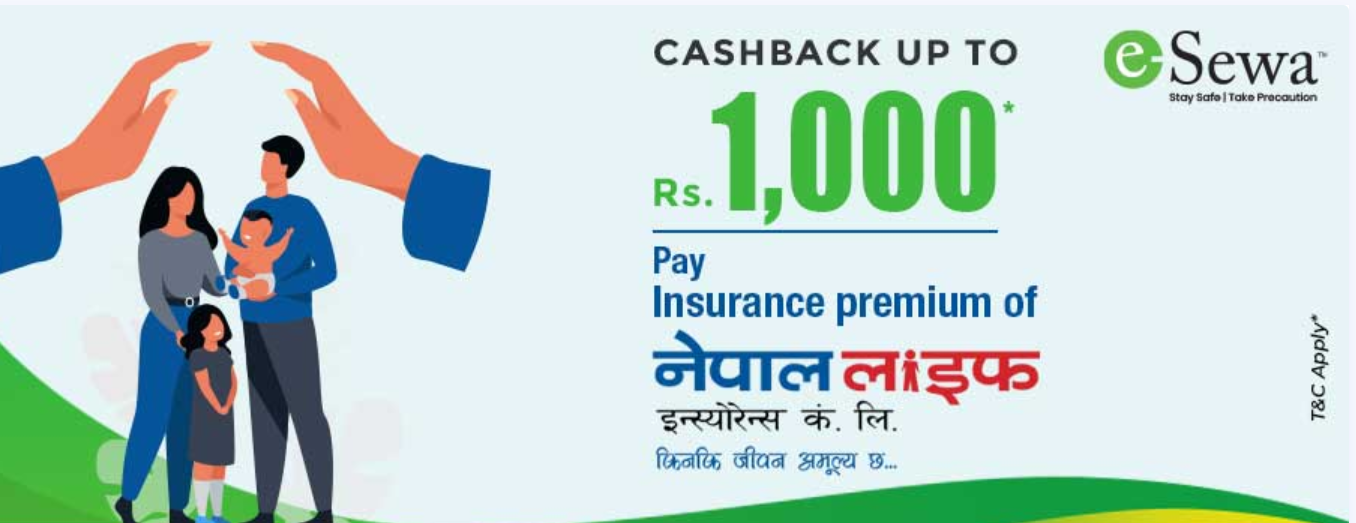 CASHBACK UP TO
Rs. 1,000*
Pay
Insurance premium of
नेपाल लाइफ
इन्स्योरेन्स कं. लि.
किनकि जीवन अमूल्य छ...
e-Sewa™
Stay Safe | Take Precaution
T&C Apply*